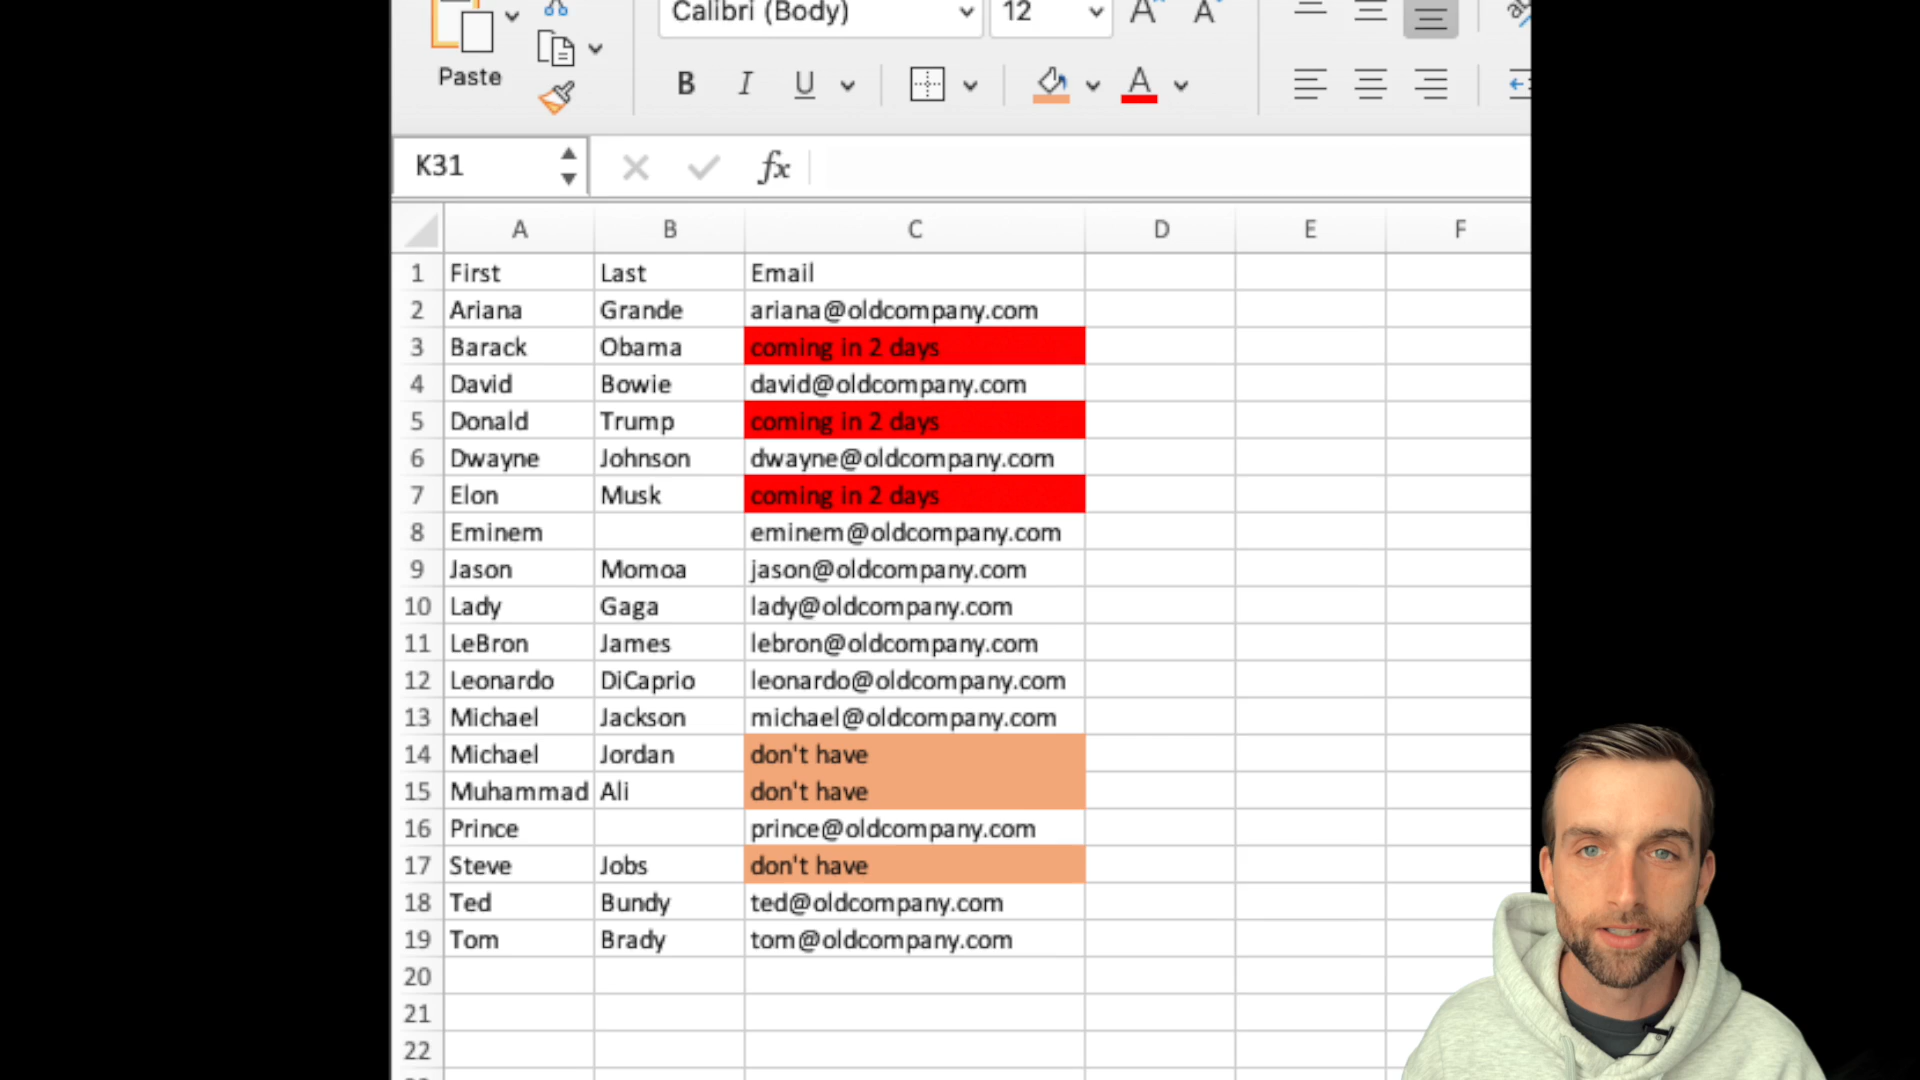 Calibri (Body) 12
Paste B I U A
K31 fx
A B C D E F
1 First Last Email
2 Ariana Grande ariana@oldcompany.com
3 Barack Obama coming in 2 days
4 David Bowie david@oldcompany.com
5 Donald Trump coming in 2 days
6 Dwayne Johnson dwayne@oldcompany.com
7 Elon Musk coming in 2 days
8 Eminem eminem@oldcompany.com
9 Jason Momoa jason@oldcompany.com
10 Lady Gaga lady@oldcompany.com
11 LeBron James lebron@oldcompany.com
12 Leonardo DiCaprio leonardo@oldcompany.com
13 Michael Jackson michael@oldcompany.com
14 Michael Jordan don't have
15 Muhammad Ali don't have
16 Prince prince@oldcompany.com
17 Steve Jobs don't have
18 Ted Bundy ted@oldcompany.com
19 Tom Brady tom@oldcompany.com
20
21
22